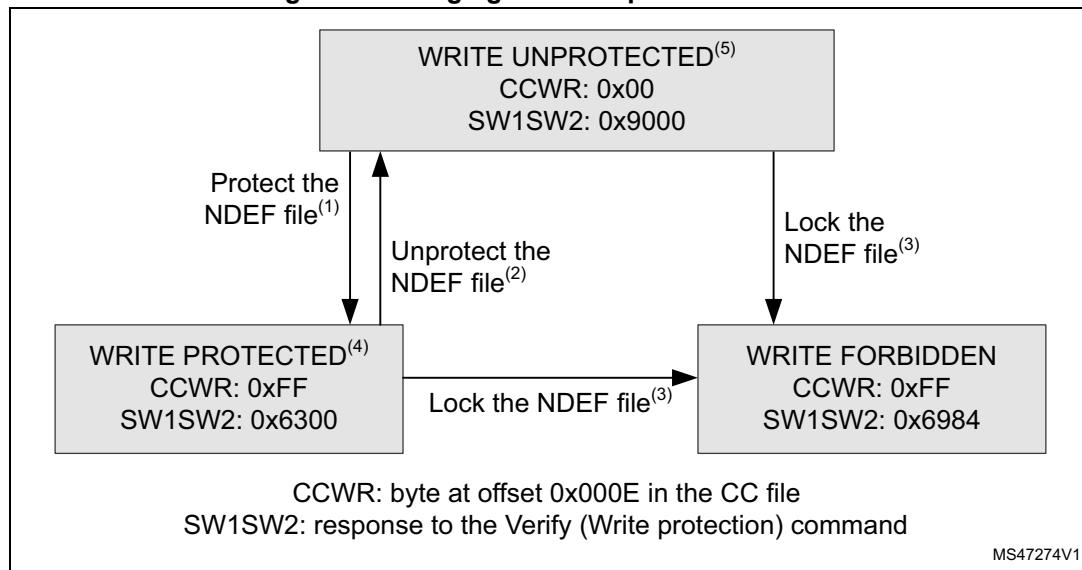 WRITE UNPROTECTED(5)
CCWR: 0x00
SW1SW2: 0x9000
Protect the
NDEF file(1)
Unprotect the
NDEF file(2)
Lock the
NDEF file(3)
WRITE PROTECTED(4)
CCWR: 0xFF
SW1SW2: 0x6300
Lock the NDEF file(3)
WRITE FORBIDDEN
CCWR: 0xFF
SW1SW2: 0x6984
CCWR: byte at offset 0x000E in the CC file
SW1SW2: response to the Verify (Write protection) command
MS47274V1